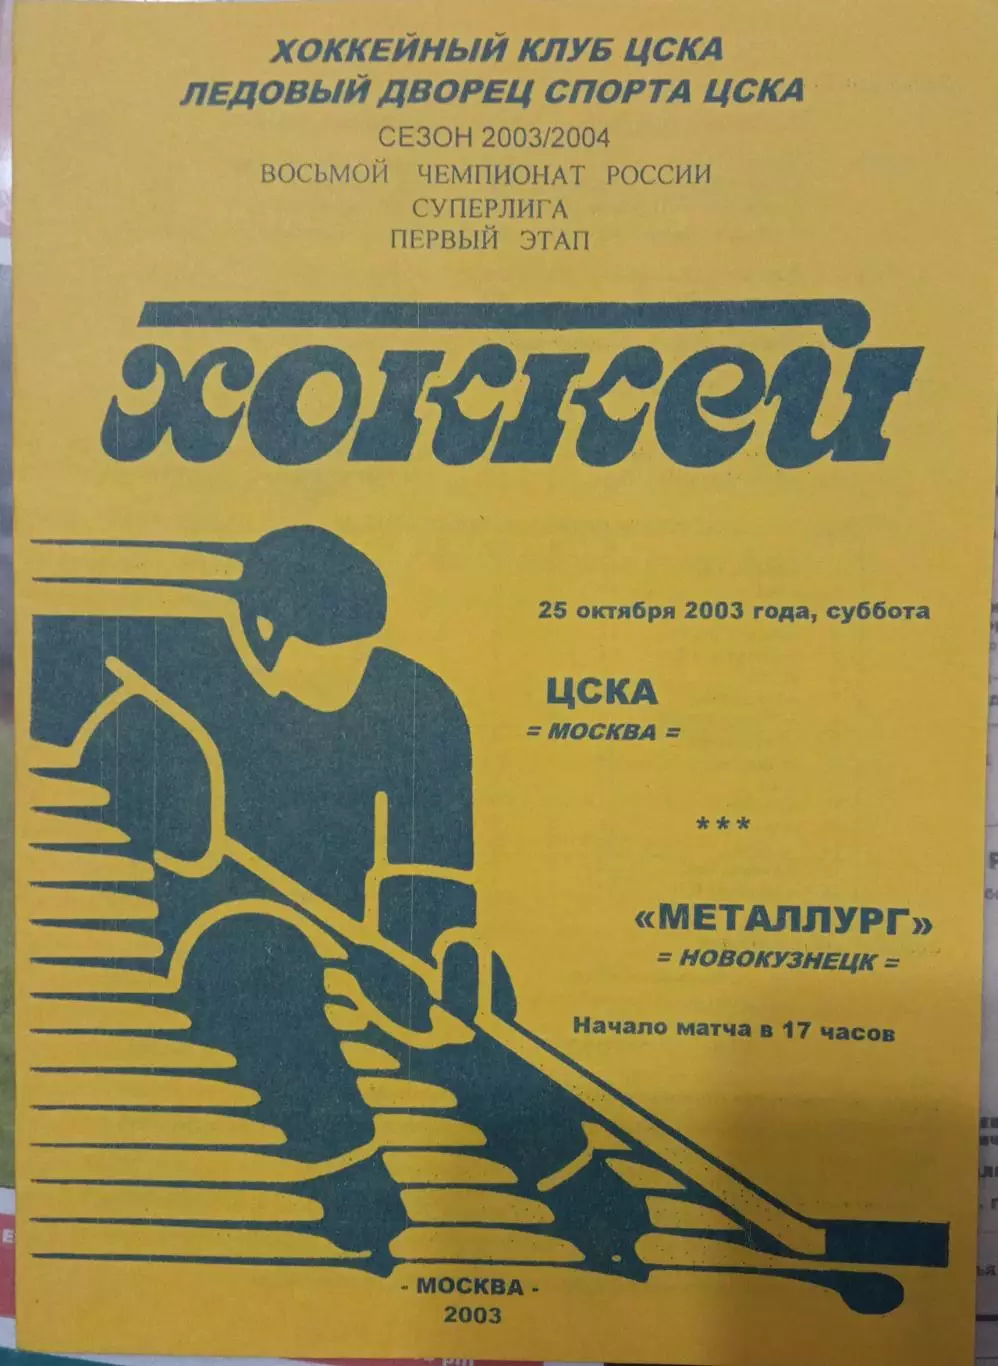 ХОККЕЙНЫЙ КЛУБ ЦСКА
ЛЕДОВЫЙ ДВОРЕЦ СПОРТА ЦСКА
СЕЗОН 2003/2004
ВОСЬМОЙ ЧЕМПИОНАТ РОССИИ
СУПЕРЛИГА
ПЕРВЫЙ ЭТАП
хоккей
25 октября 2003 года, суббота
ЦСКА
= МОСКВА =
***
«МЕТАЛЛУРГ»
= НОВОКУЗНЕЦК =
Начало матча в 17 часов
- МОСКВА -
2003